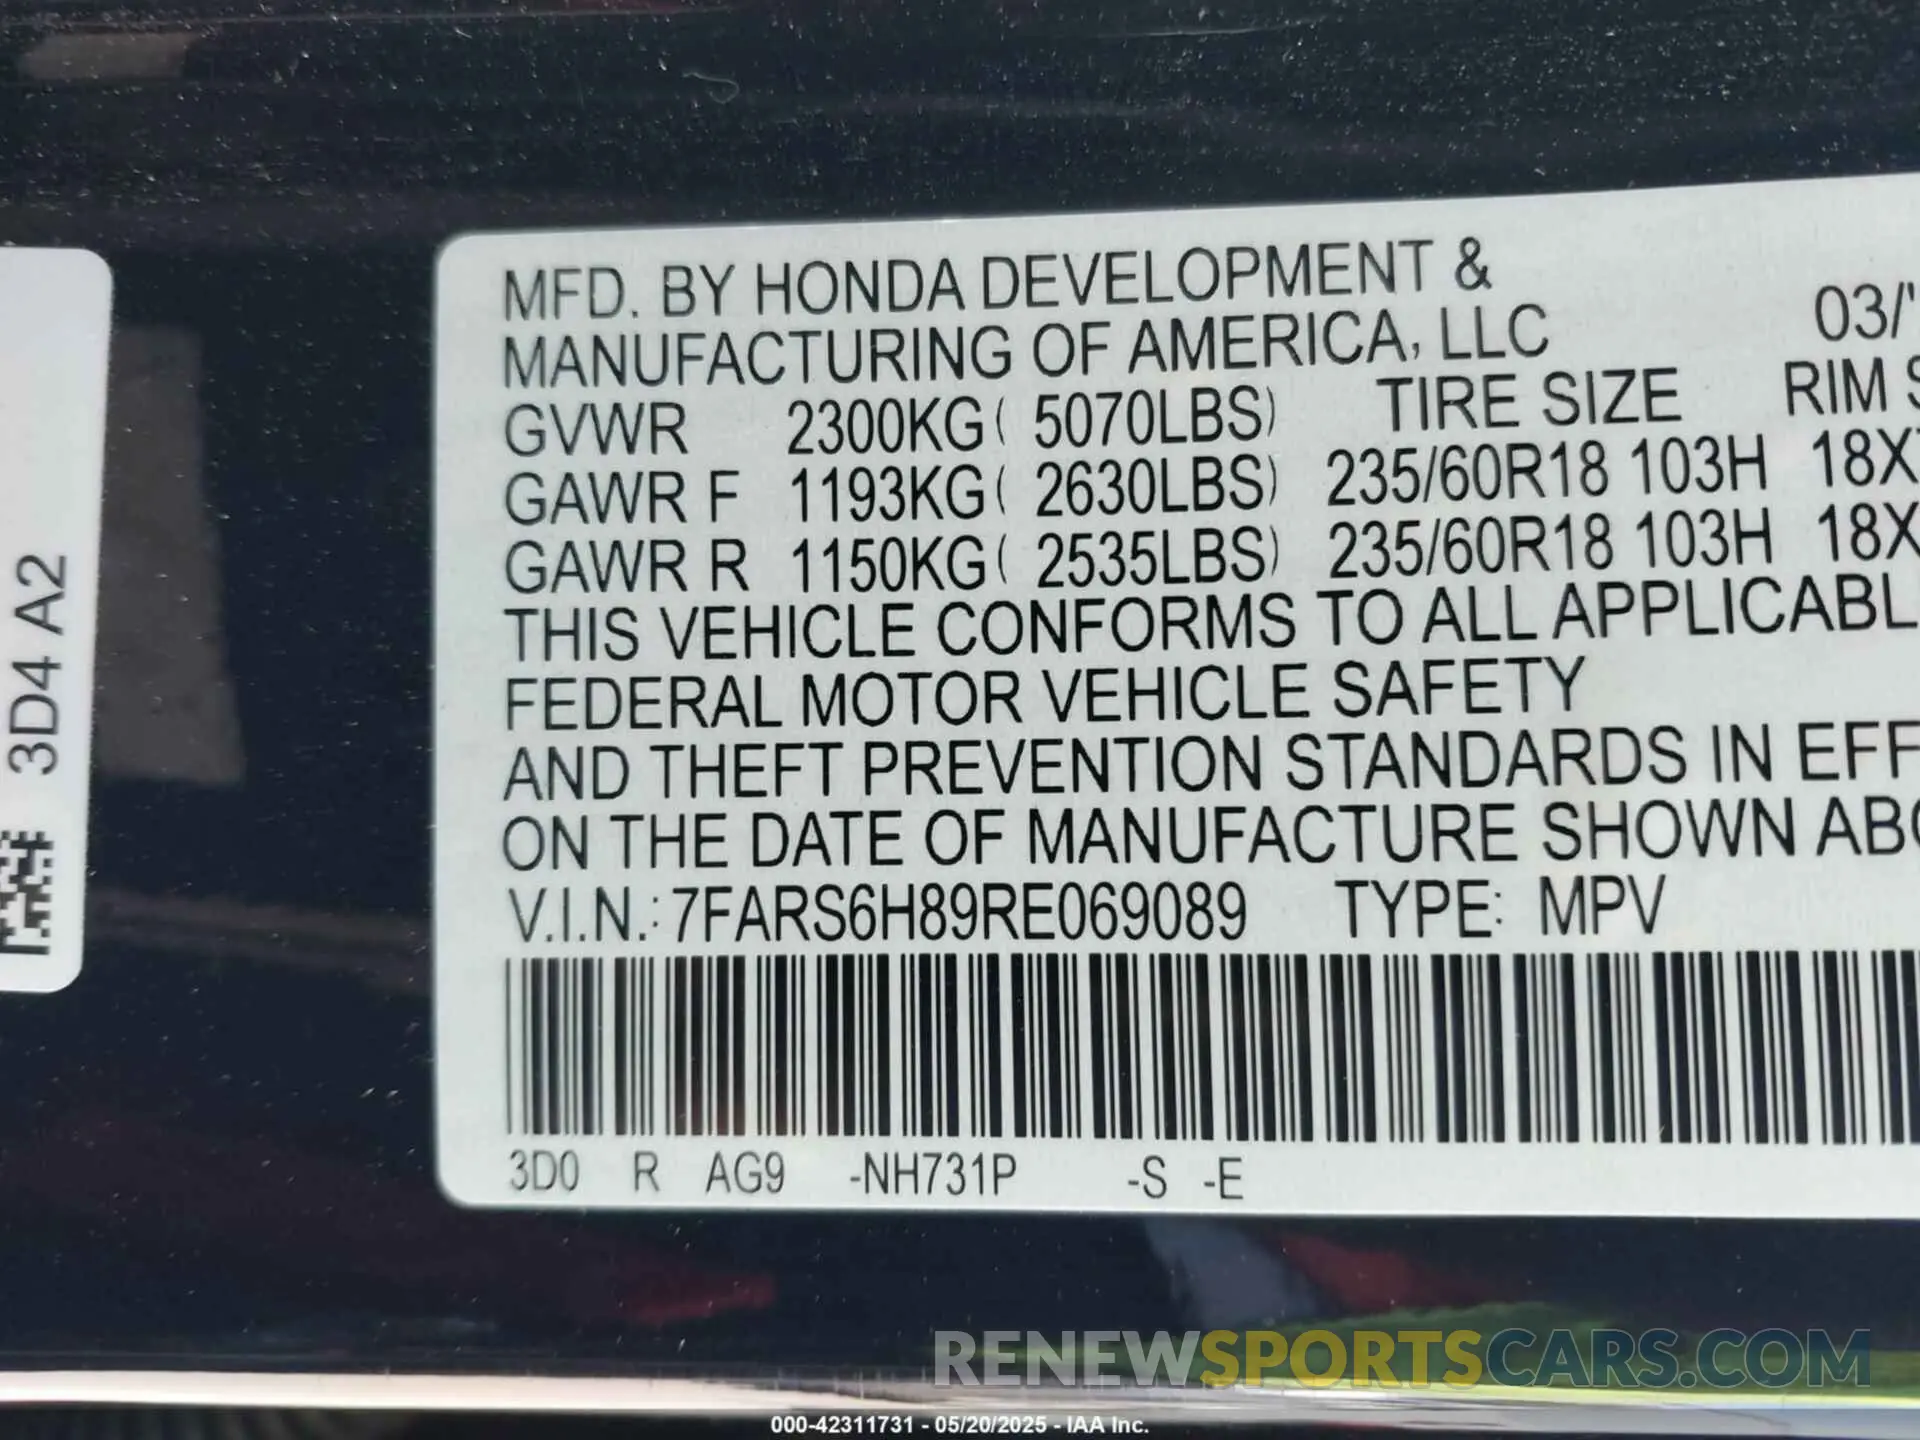 MFD. BY HONDA DEVELOPMENT &
MANUFACTURING OF AMERICA, LLC 03/'
GVWR 2300KG( 5070LBS) TIRE SIZE RIM S
GAWR F 1193KG( 2630LBS) 235/60R18 103H 18X
GAWR R 1150KG( 2535LBS) 235/60R18 103H 18X
THIS VEHICLE CONFORMS TO ALL APPLICABL
FEDERAL MOTOR VEHICLE SAFETY
AND THEFT PREVENTION STANDARDS IN EFF
ON THE DATE OF MANUFACTURE SHOWN ABO
V.I.N.: 7FARS6H89RE069089 TYPE: MPV
3D0 R AG9 -NH731P -S -E
3D4 A2
RENEWSPORTSCARS.COM
000-42311731 - 05/20/2025 - IAA Inc.